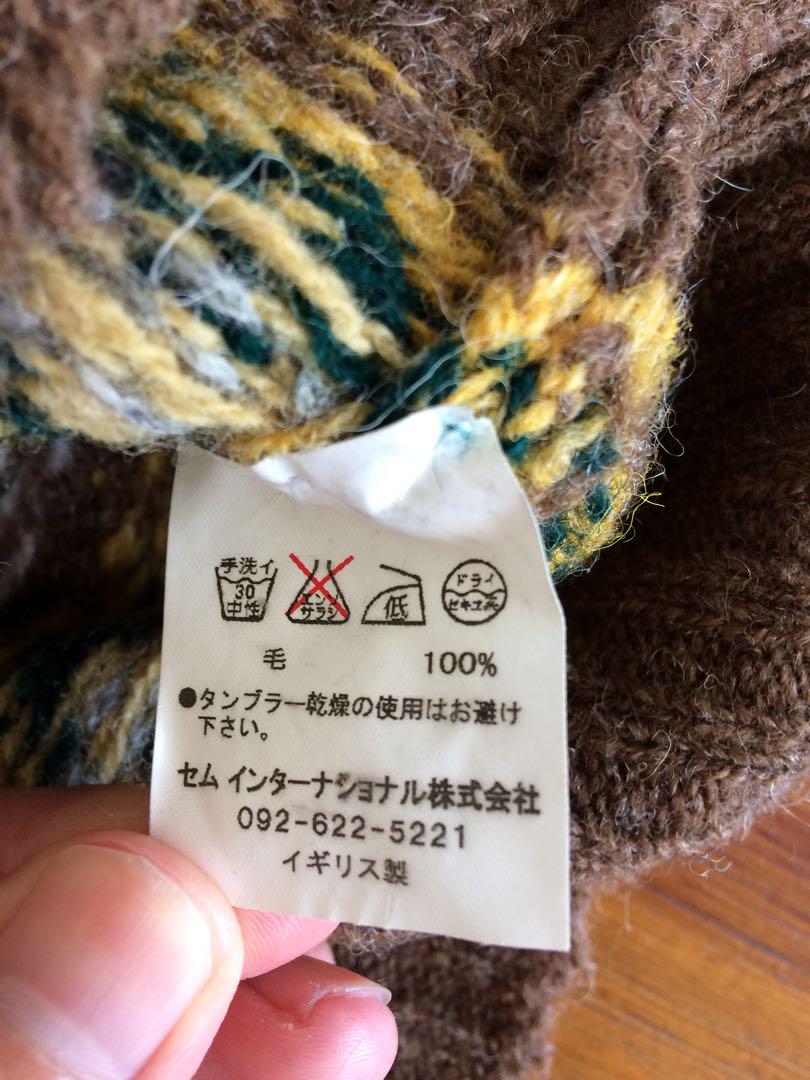 手洗イ
30
中性
エンソ
サラシ
低
ドライ
セキユ系
毛 100%
●タンブラー乾燥の使用はお避け
下さい。
セム インターナショナル株式会社
092-622-5221
イギリス製